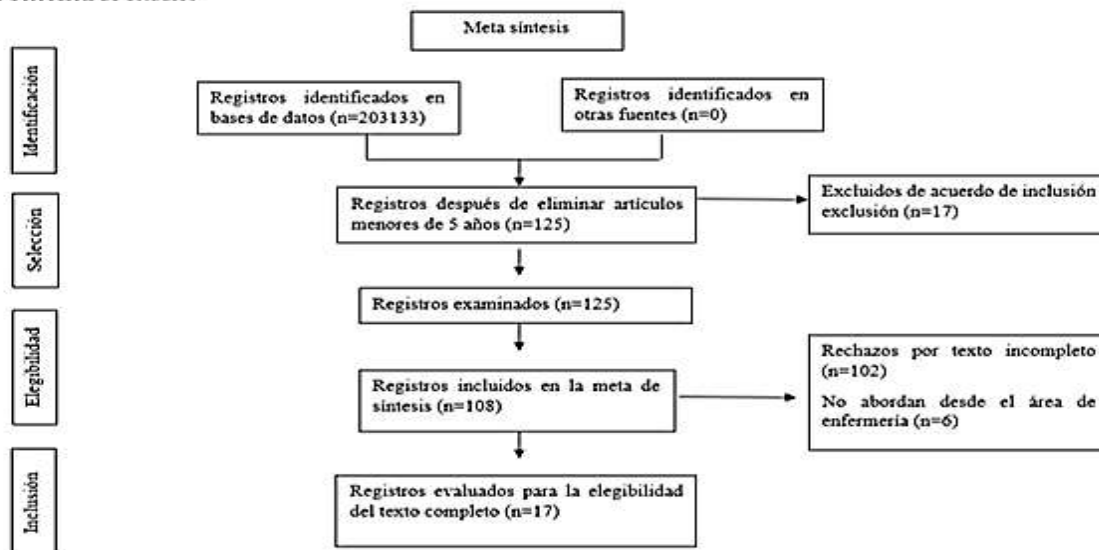 Meta síntesis
Identificación
Registros identificados en
bases de datos (n=203133)
Registros identificados en
otras fuentes (n=0)
Selección
Registros después de eliminar artículos
menores de 5 años (n=125)
Excluidos de acuerdo de inclusión
exclusión (n=17)
Registros examinados (n=125)
Elegibilidad
Registros incluidos en la meta de
síntesis (n=108)
Rechazos por texto incompleto
(n=102)
No abordan desde el área de
enfermería (n=6)
Inclusión
Registros evaluados para la elegibilidad
del texto completo (n=17)